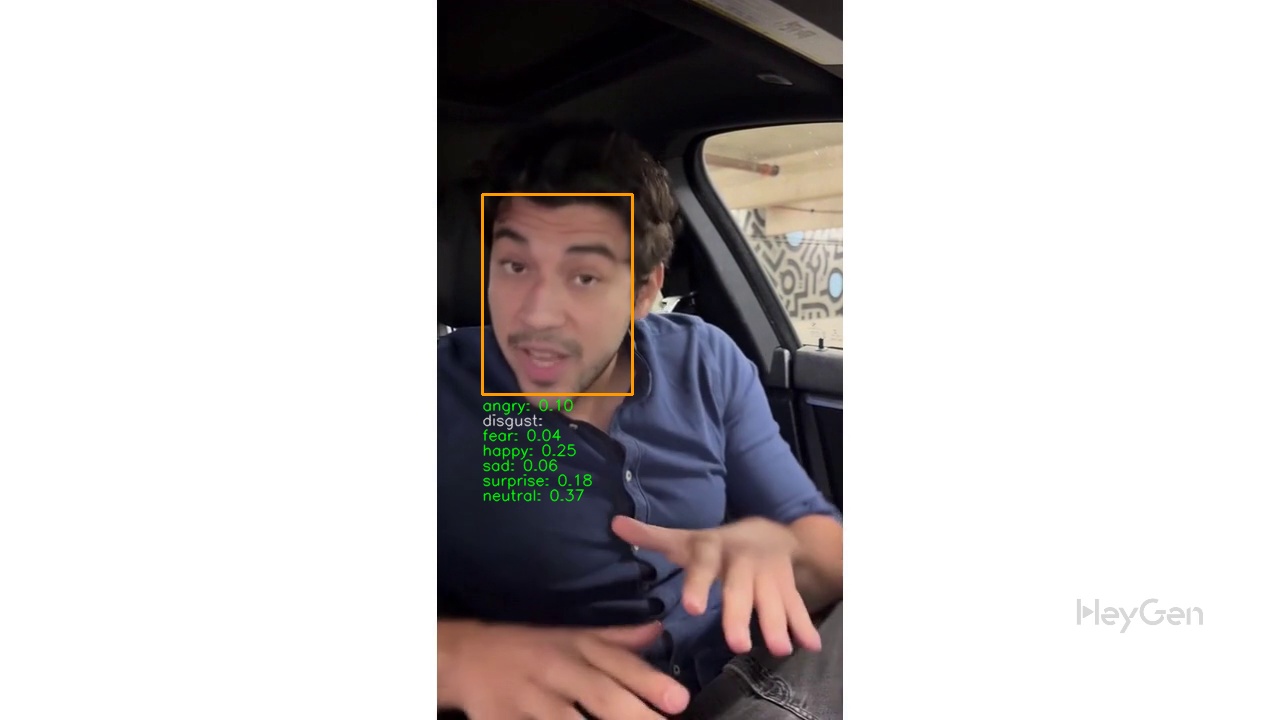 angry: 0.10
disgust:
fear: 0.04
happy: 0.25
sad: 0.06
surprise: 0.18
neutral: 0.37
HeyGen